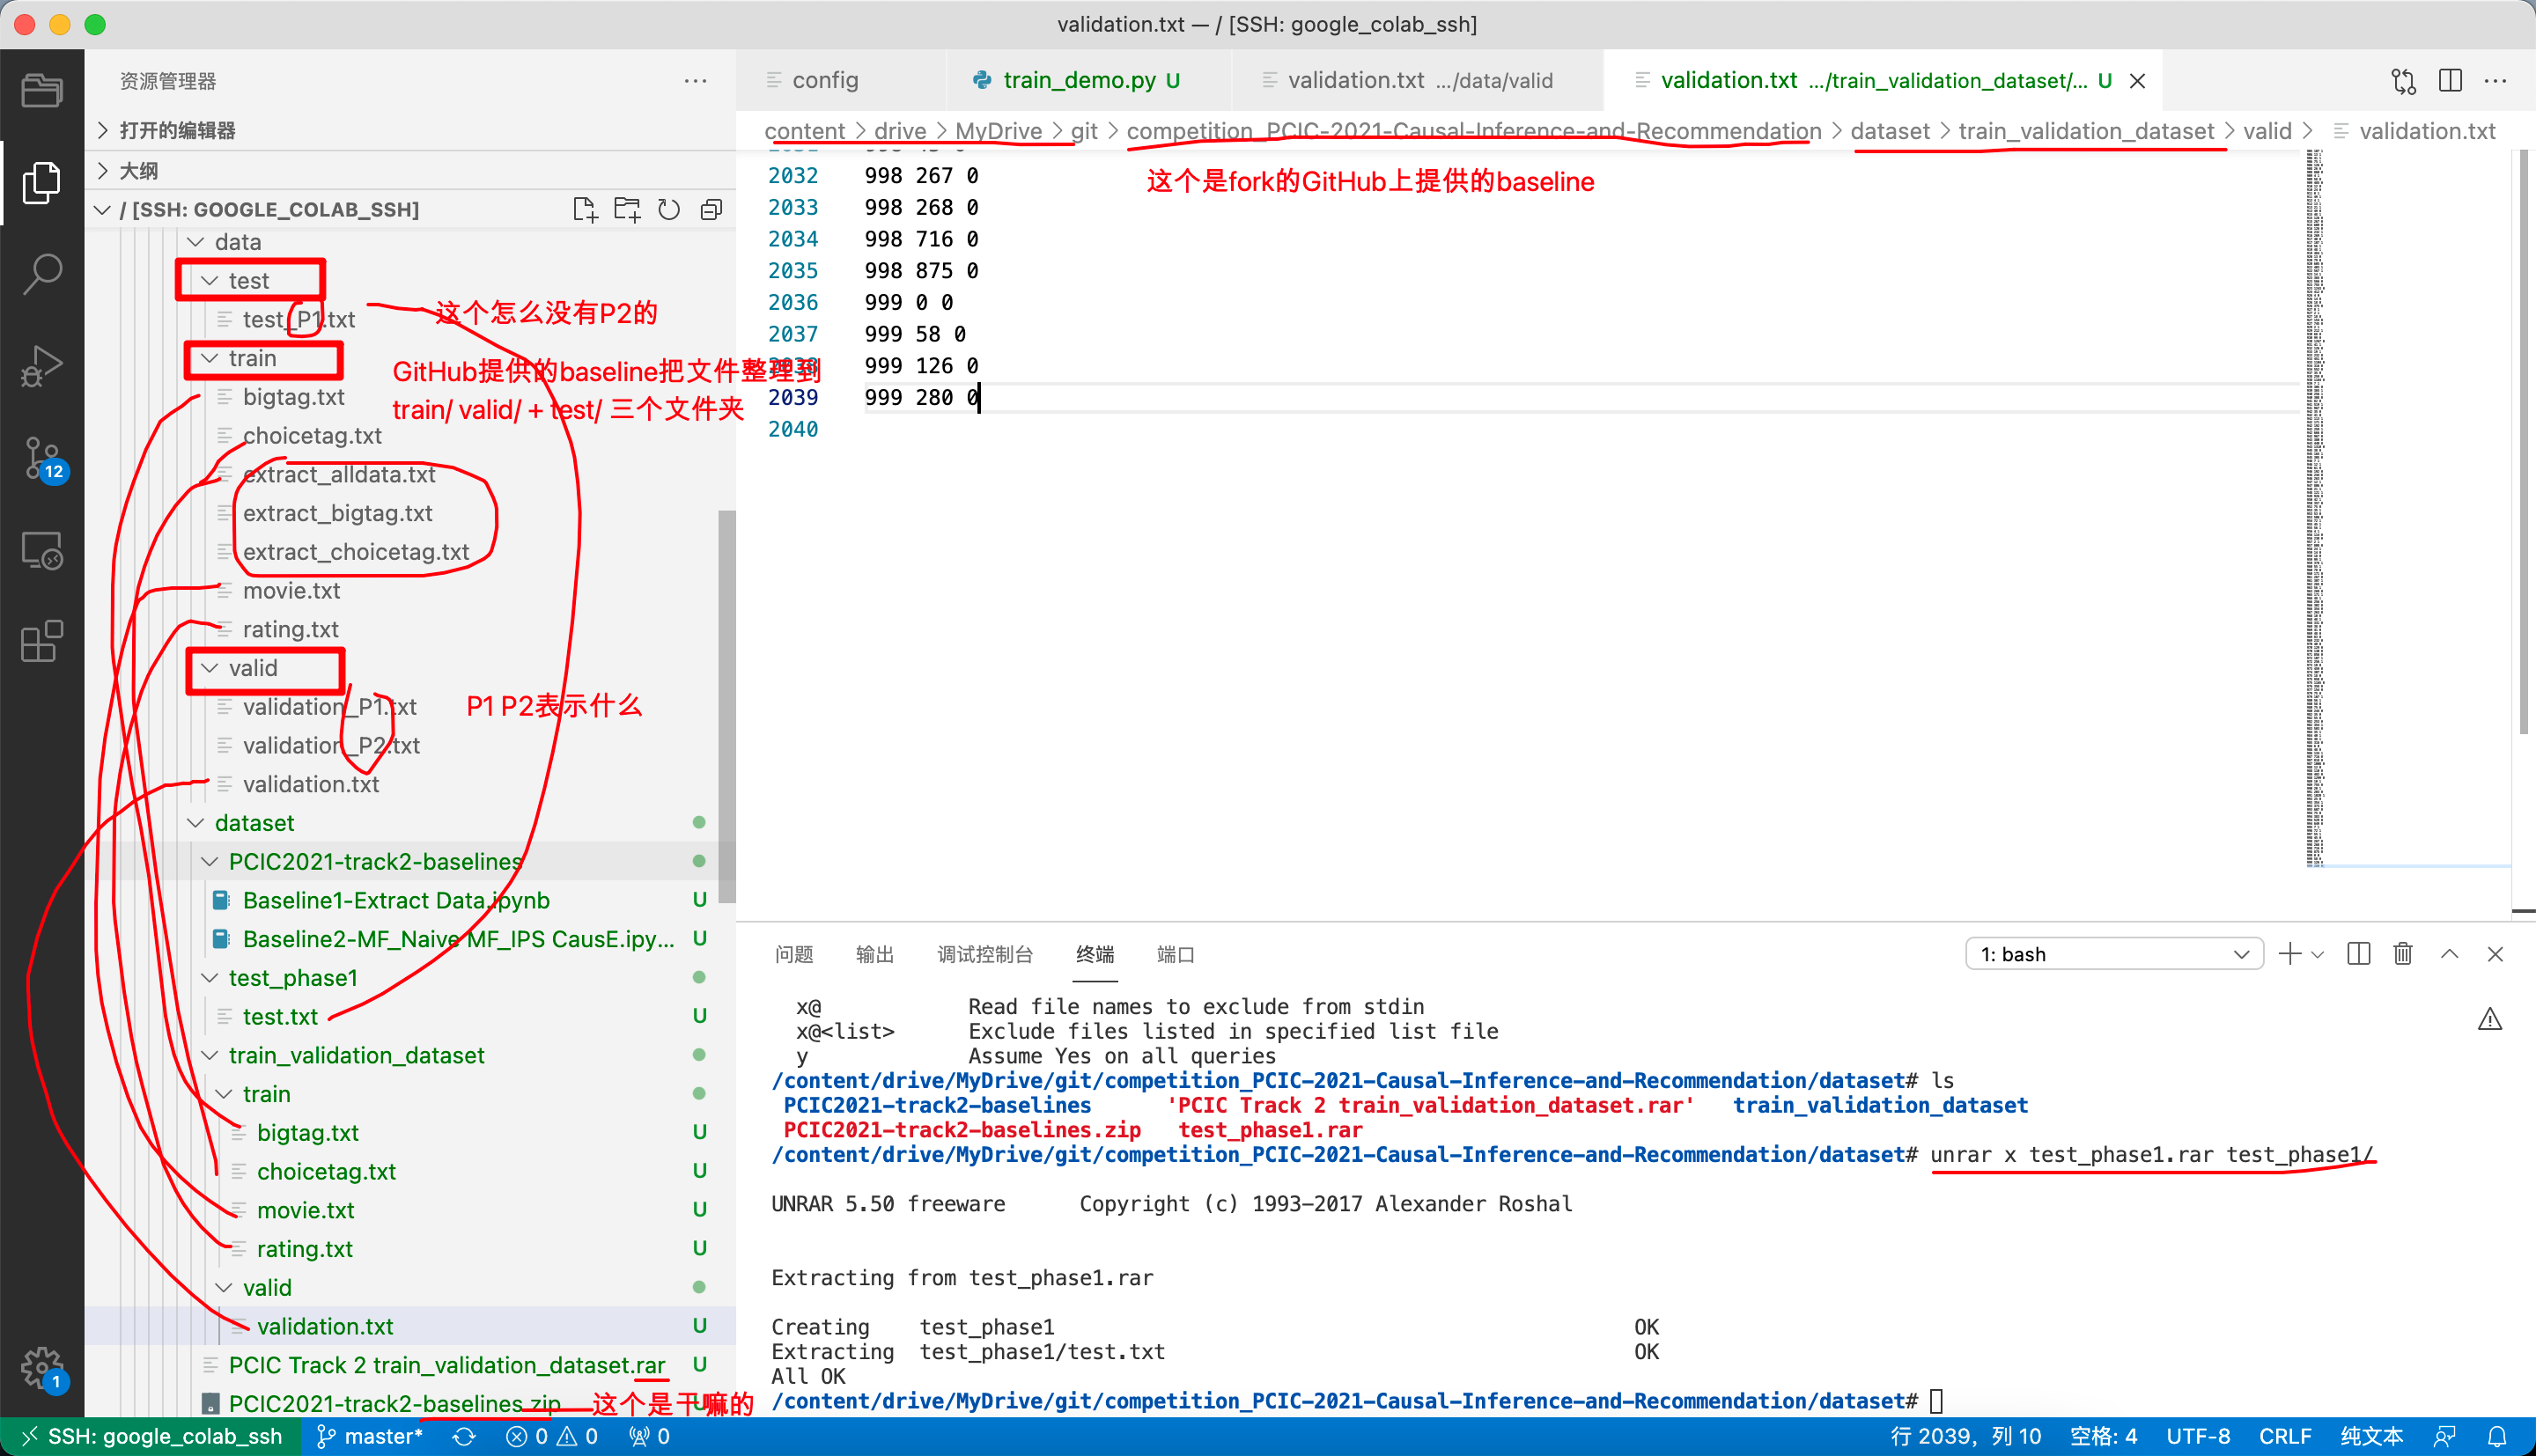 validation.txt — / [SSH: google_colab_ssh]
资源管理器
打开的编辑器
大纲
/ [SSH: GOOGLE_COLAB_SSH]
data
test
test_P1.txt
train
bigtag.txt
choicetag.txt
extract_alldata.txt
extract_bigtag.txt
extract_choicetag.txt
movie.txt
rating.txt
valid
validation_P1.txt
validation_P2.txt
validation.txt
dataset
PCIC2021-track2-baselines
Baseline1-Extract Data.ipynb U
Baseline2-MF_Naive MF_IPS CausE.ipy... U
test_phase1
test.txt U
train_validation_dataset
train
bigtag.txt U
choicetag.txt U
movie.txt U
rating.txt U
valid
validation.txt U
PCIC Track 2 train_validation_dataset.rar U
PCIC2021-track2-baselines.zip U
这个怎么没有P2的
GitHub提供的baseline把文件整理到
train/ valid/ + test/ 三个文件夹
P1 P2表示什么
这个是干嘛的
12
1
config
train_demo.py U
validation.txt .../data/valid
validation.txt .../train_validation_dataset/... U
content > drive > MyDrive > git > competition_PCIC-2021-Causal-Inference-and-Recommendation > dataset > train_validation_dataset > valid > validation.txt
这个是fork的GitHub上提供的baseline
2032 998 267 0
2033 998 268 0
2034 998 716 0
2035 998 875 0
2036 999 0 0
2037 999 58 0
2038 999 126 0
2039 999 280 0
2040
问题 输出 调试控制台 终端 端口
1: bash
x@ Read file names to exclude from stdin
x@<list> Exclude files listed in specified list file
y Assume Yes on all queries
/content/drive/MyDrive/git/competition_PCIC-2021-Causal-Inference-and-Recommendation/dataset# ls
PCIC2021-track2-baselines 'PCIC Track 2 train_validation_dataset.rar' train_validation_dataset
PCIC2021-track2-baselines.zip test_phase1.rar
/content/drive/MyDrive/git/competition_PCIC-2021-Causal-Inference-and-Recommendation/dataset# unrar x test_phase1.rar test_phase1/
UNRAR 5.50 freeware Copyright (c) 1993-2017 Alexander Roshal
Extracting from test_phase1.rar
Creating test_phase1 OK
Extracting test_phase1/test.txt OK
All OK
/content/drive/MyDrive/git/competition_PCIC-2021-Causal-Inference-and-Recommendation/dataset#
SSH: google_colab_ssh master* 0 0 0
行 2039, 列 10 空格: 4 UTF-8 CRLF 纯文本